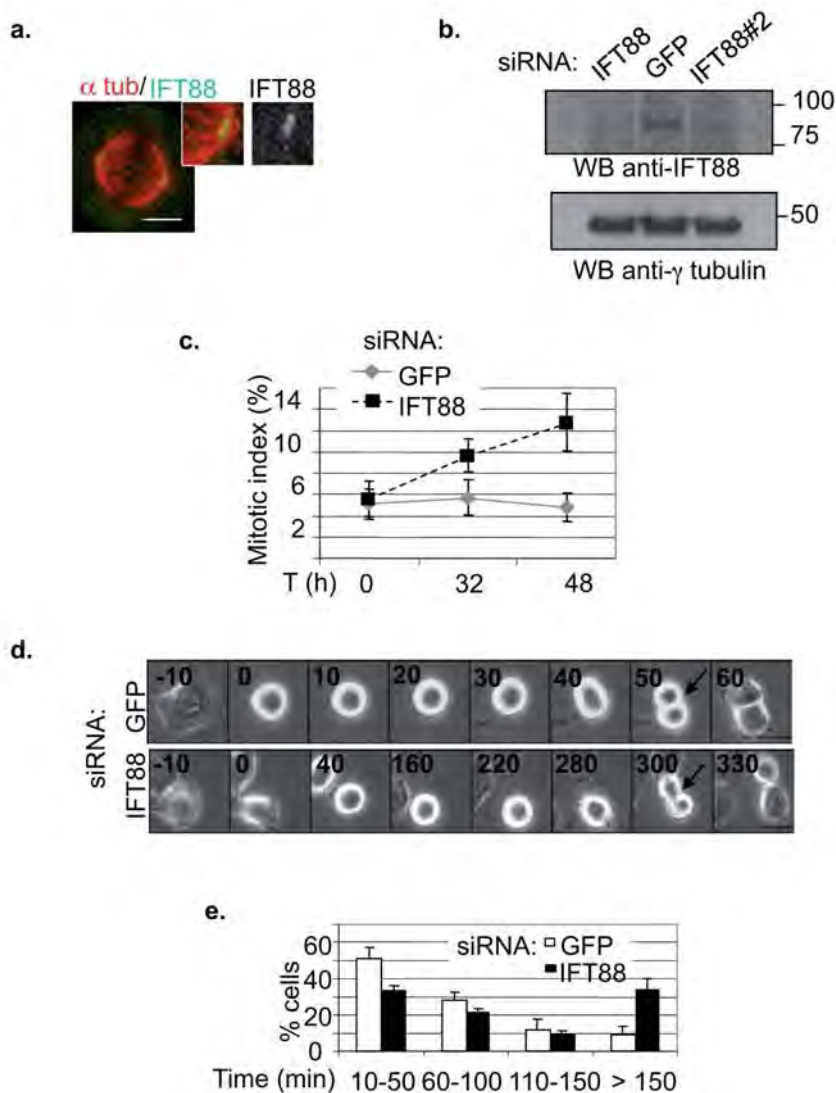 a.
α tub/IFT88 IFT88
b.
siRNA: IFT88 GFP IFT88#2
100
75
WB anti-IFT88
50
WB anti-γ tubulin
c.
siRNA:
GFP
IFT88
Mitotic index (%)
14
10
6
2
T (h) 0 32 48
d.
siRNA:
GFP
-10 0 10 20 30 40 50 60
IFT88
-10 0 40 160 220 280 300 330
e.
siRNA: GFP
IFT88
% cells
60
40
20
0
Time (min) 10-50 60-100 110-150 > 150